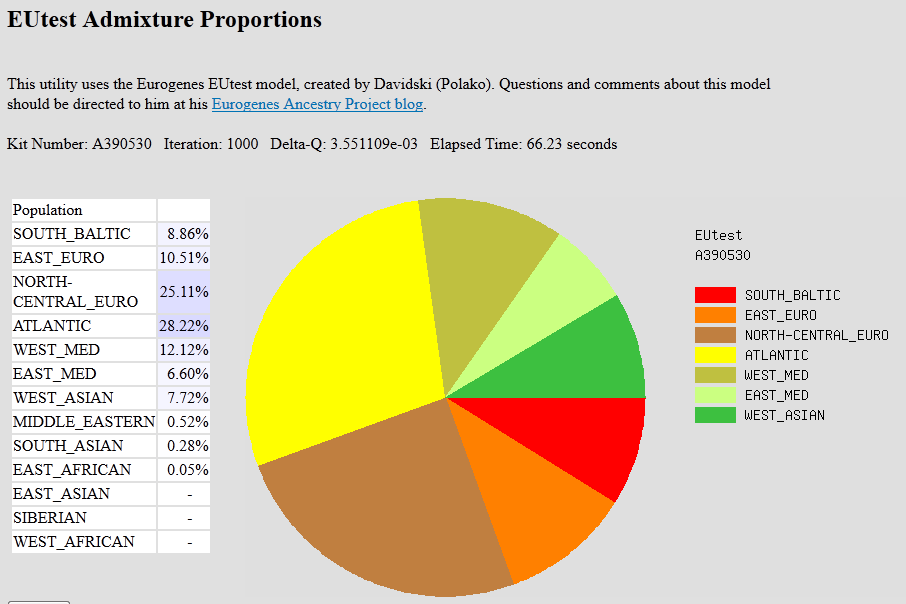 EUtest Admixture Proportions
This utility uses the Eurogenes EUtest model, created by Davidski (Polako). Questions and comments about this model
should be directed to him at his Eurogenes Ancestry Project blog.
Kit Number: A390530 Iteration: 1000 Delta-Q: 3.551109e-03 Elapsed Time: 66.23 seconds
Population
SOUTH_BALTIC 8.86%
EAST_EURO 10.51%
NORTH-
CENTRAL_EURO 25.11%
ATLANTIC 28.22%
WEST_MED 12.12%
EAST_MED 6.60%
WEST_ASIAN 7.72%
MIDDLE_EASTERN 0.52%
SOUTH_ASIAN 0.28%
EAST_AFRICAN 0.05%
EAST_ASIAN -
SIBERIAN -
WEST_AFRICAN -
EUtest
A390530
SOUTH_BALTIC
EAST_EURO
NORTH-CENTRAL_EURO
ATLANTIC
WEST_MED
EAST_MED
WEST_ASIAN